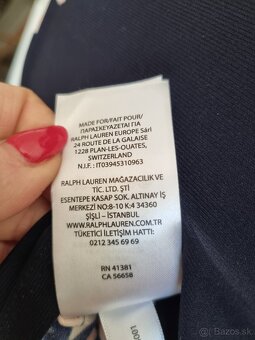 MADE FOR/FAIT POUR/
ΠΑΡΑΣΚΕΥΑΖΕΤΑΙ ΓΙΑ
RALPH LAUREN EUROPE Sàrl
24 ROUTE DE LA GALAISE
1228 PLAN-LES-OUATES,
SWITZERLAND
N.I.F. : IT03945310963
RALPH LAUREN MAĞAZACILIK VE
TİC. LTD. ŞTİ
ESENTEPE KASAP SOK. ALTINAY İŞ
MERKEZİ NO:8-10 K:4 34360
ŞİŞLİ – İSTANBUL
WWW.RALPHLAUREN.COM.TR
TÜKETİCİ İLETİŞİM HATTI:
0212 345 69 69
RN 41381
CA 56658
bazos.sk